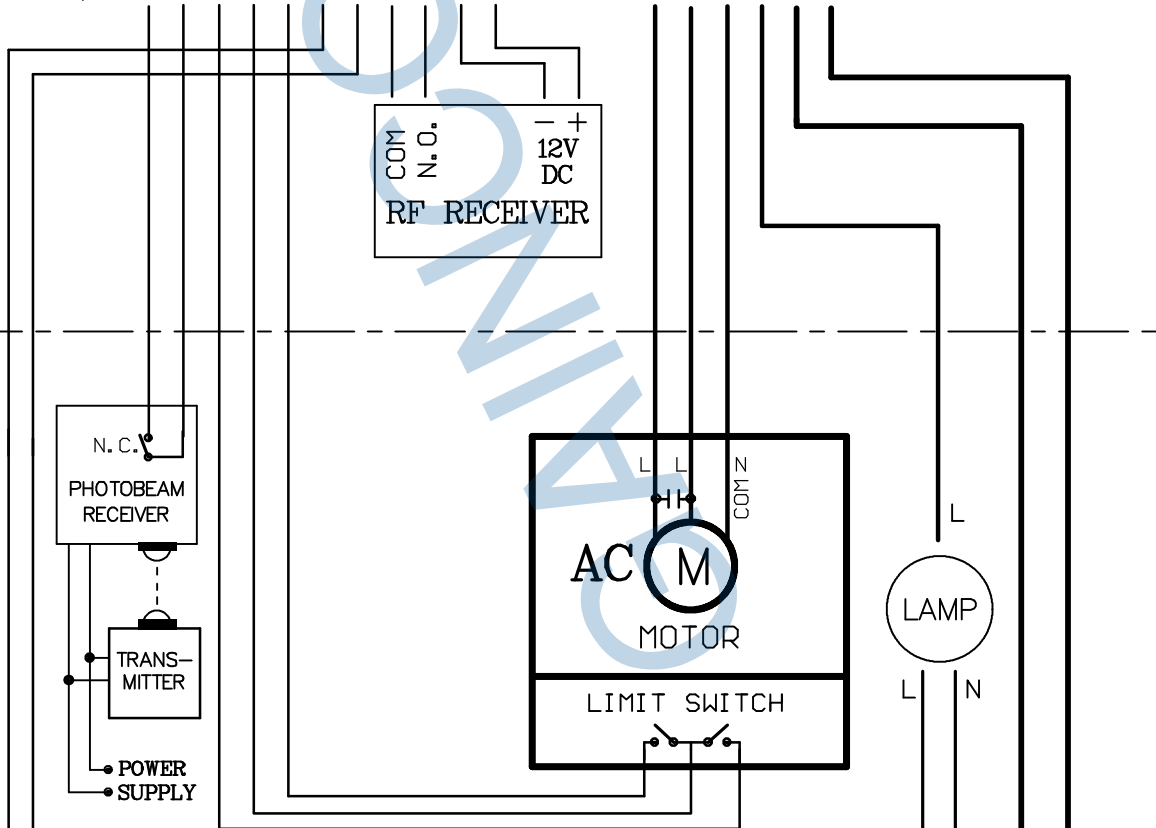 COM
N.O.
− +
12V
DC
RF RECEIVER
N.C.
PHOTOBEAM
RECEIVER
TRANS−
MITTER
POWER
SUPPLY
L L COM N
AC M
MOTOR
LIMIT SWITCH
L
LAMP
L N